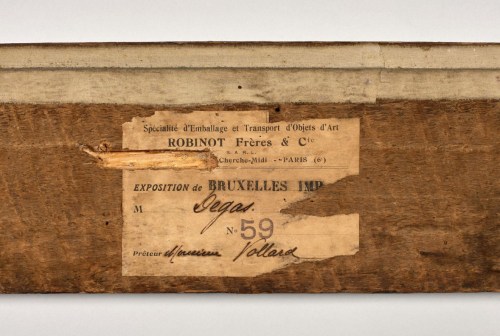 Spécialité d'Emballage et Transport d'Objets d'Art
ROBINOT Frères & Cie
S. A. R. L.
Cherche-Midi - PARIS (6)
EXPOSITION de BRUXELLES IMP
M Degas.
No 59
Prêteur Monsieur Vollard